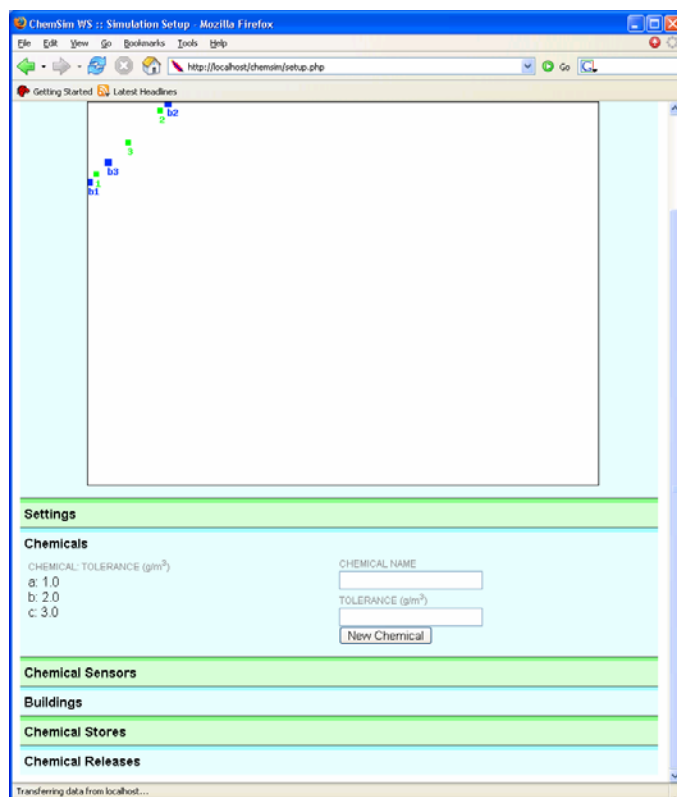 ChemSim WS :: Simulation Setup - Mozilla Firefox
File Edit View Go Bookmarks Tools Help
http://localhost/chemsim/setup.php Go
Getting Started Latest Headlines
b2
2
3
b3
1
b1
Settings
Chemicals
CHEMICAL: TOLERANCE (g/m³)
a: 1.0
b: 2.0
c: 3.0
CHEMICAL NAME
TOLERANCE (g/m³)
New Chemical
Chemical Sensors
Buildings
Chemical Stores
Chemical Releases
Transferring data from localhost...